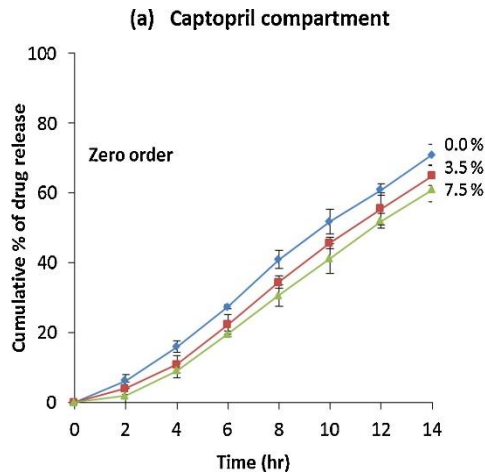 (a) Captopril compartment
Cumulative % of drug release
100
80
60
40
20
0
Zero order
0.0 %
3.5 %
7.5 %
0 2 4 6 8 10 12 14
Time (hr)